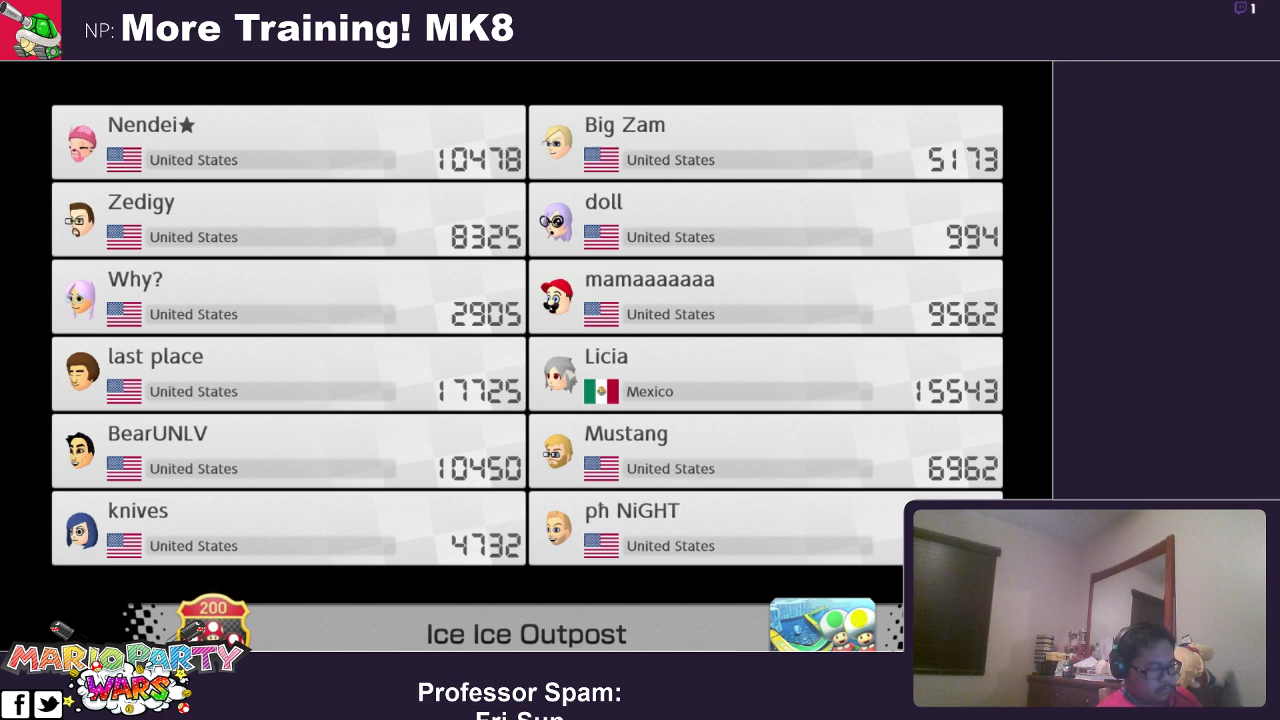 NP: More Training! MK8
1
Nendei★
United States
10478
Big Zam
United States
5173
Zedigy
United States
8325
doll
United States
994
Why?
United States
2905
mamaaaaaaa
United States
9562
last place
United States
17725
Licia
Mexico
15543
BearUNLV
United States
10450
Mustang
United States
6962
knives
United States
4732
ph NiGHT
United States
200
Ice Ice Outpost
MARIO PARTY
WARS
Professor Spam:
Fri-Sun